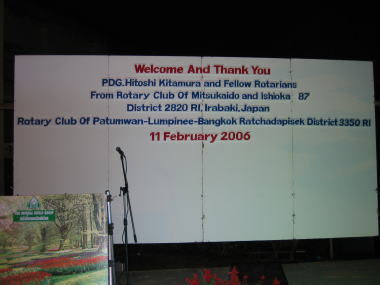 Welcome And Thank You
PDG.Hitoshi Kitamura and Fellow Rotarians
From Rotary Club Of Mitsukaido and Ishioka 87
District 2820 RI, Irabaki, Japan
Rotary Club Of Patumwan-Lumpinee-Bangkok Ratchadapisek District 3350 RI
11 February 2006